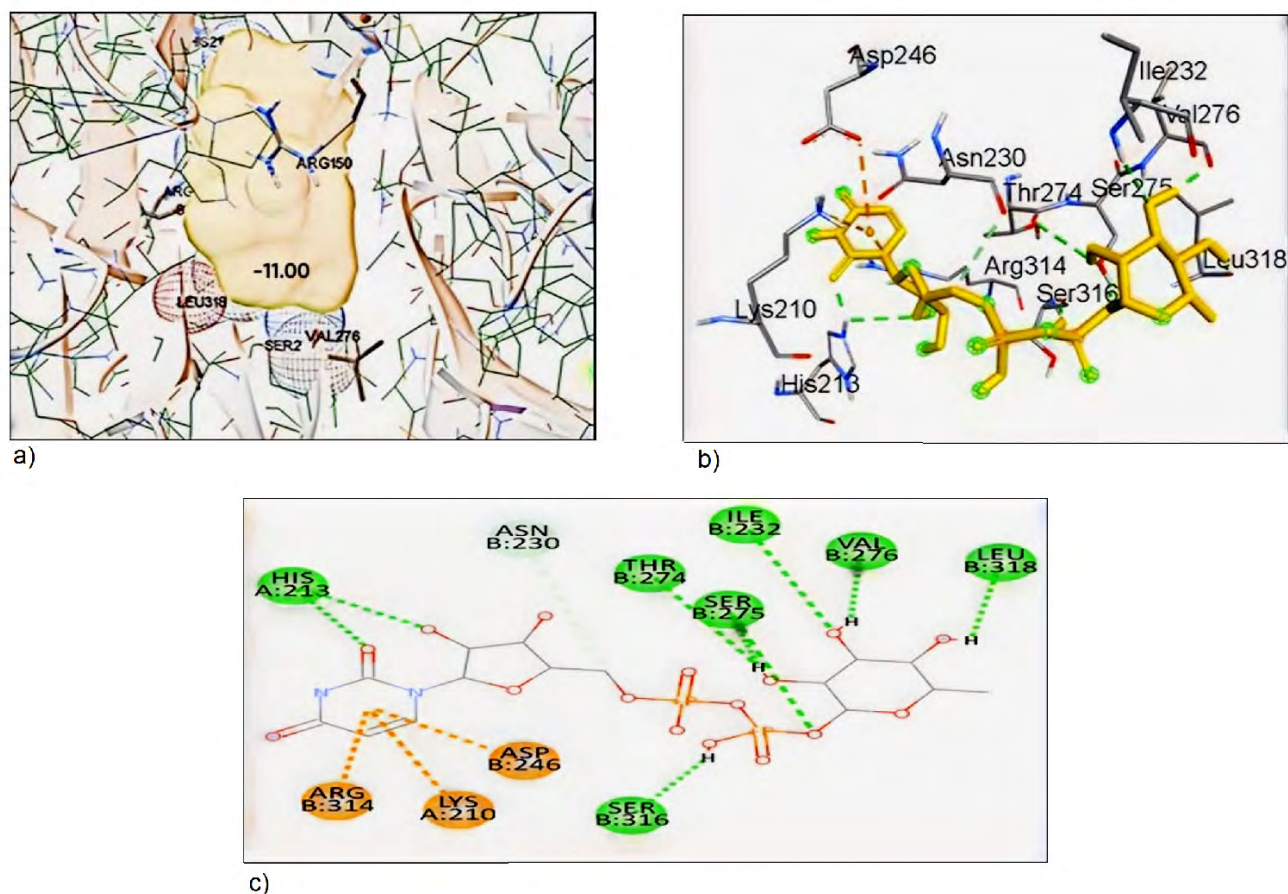 ARG150
ARG
-11.00
LEU318
VAL276
SER2
a)
Asp246
Ile232
Val276
Asn230
Thr274
Ser275
Arg314
Leu318
Lys210
Ser316
His213
b)
ASN
B:230
ILE
B:232
VAL
B:276
LEU
B:318
THR
B:274
HIS
A:213
SER
B:275
H
H
H
N
N
ASP
B:246
ARG
B:314
LYS
A:210
H
SER
B:316
c)